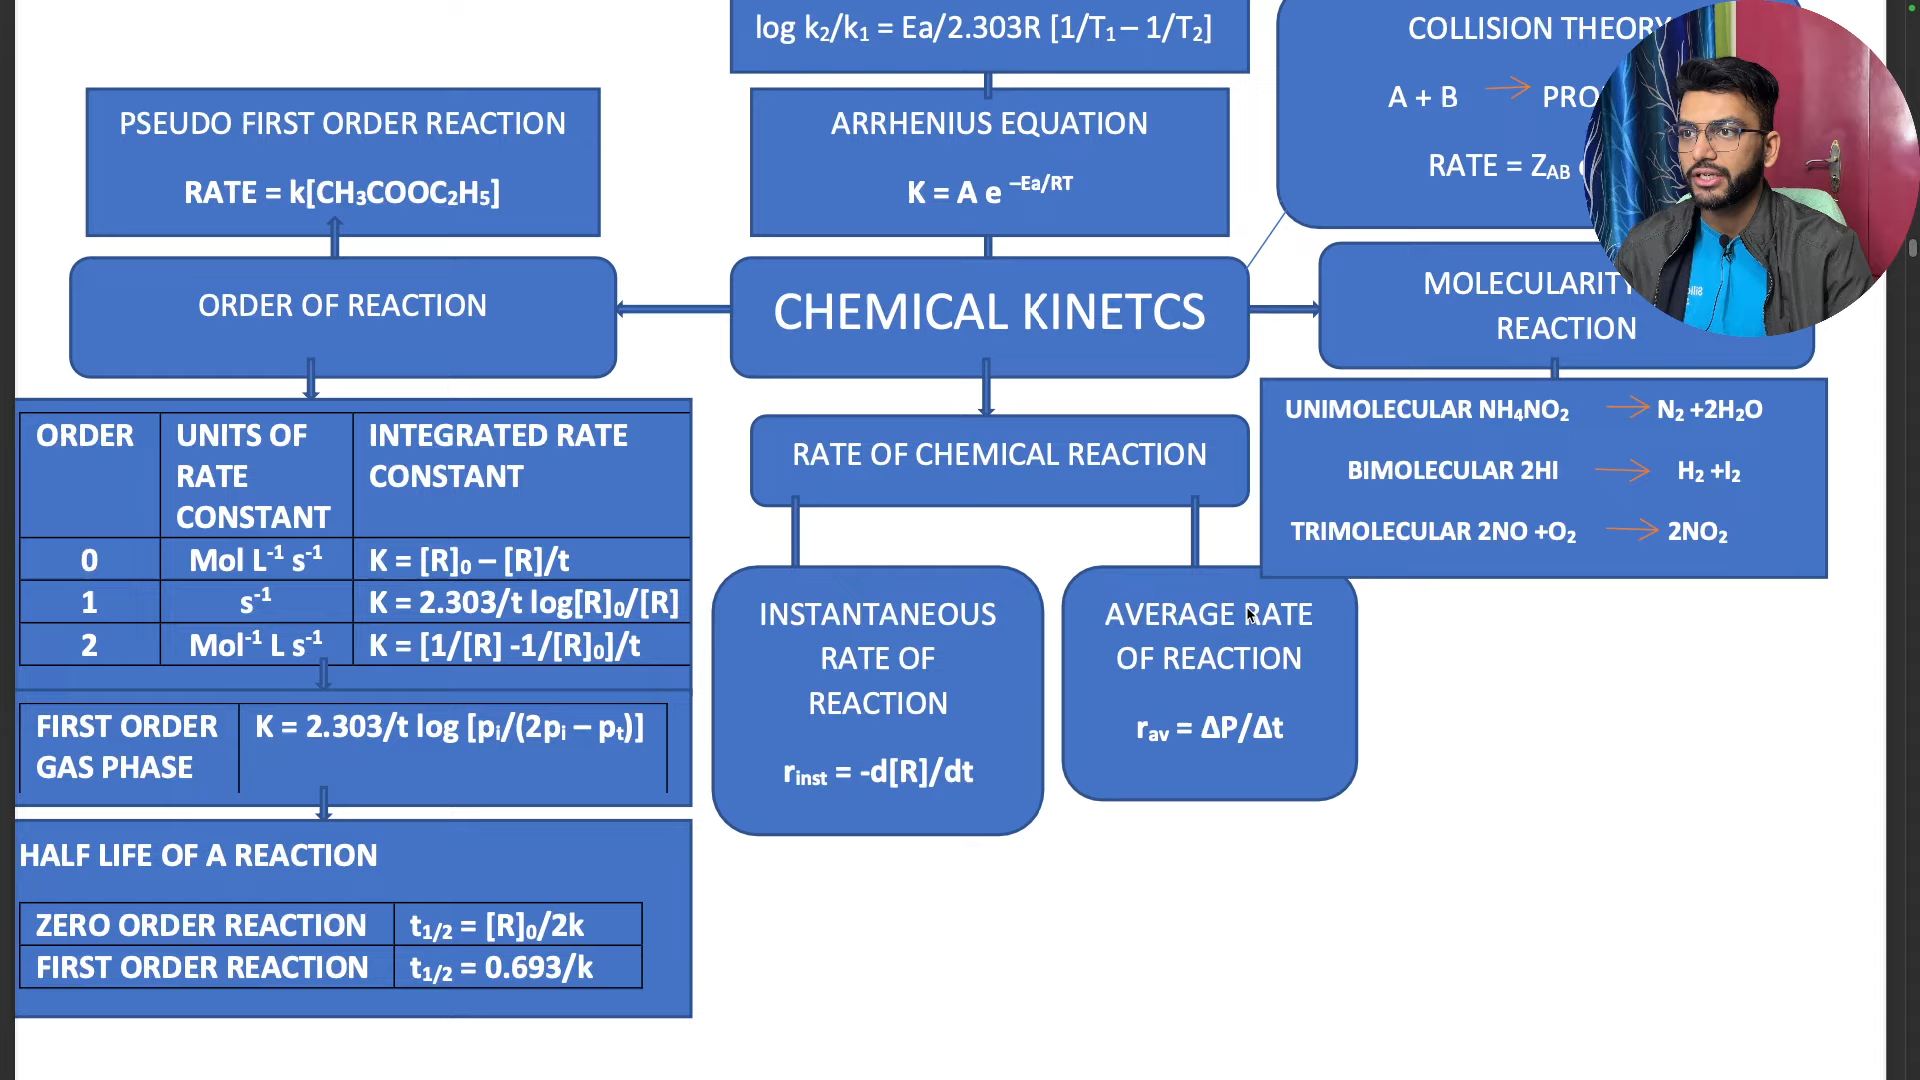 log k₂/k₁ = Ea/2.303R [1/T₁ – 1/T₂]
COLLISION THEORY
A + B
RATE = Z_AB
PSEUDO FIRST ORDER REACTION
RATE = k[CH₃COOC₂H₅]
ARRHENIUS EQUATION
K = A e ^–Ea/RT
ORDER OF REACTION
CHEMICAL KINETCS
MOLECULARITY
REACTION
UNIMOLECULAR NH₄NO₂ → N₂ +2H₂O
BIMOLECULAR 2HI → H₂ +I₂
TRIMOLECULAR 2NO +O₂ → 2NO₂
ORDER UNITS OF RATE CONSTANT INTEGRATED RATE CONSTANT
0 Mol L⁻¹ s⁻¹ K = [R]₀ – [R]/t
1 s⁻¹ K = 2.303/t log[R]₀/[R]
2 Mol⁻¹ L s⁻¹ K = [1/[R] -1/[R]₀]/t
FIRST ORDER GAS PHASE K = 2.303/t log [pᵢ/(2pᵢ – pₜ)]
HALF LIFE OF A REACTION
ZERO ORDER REACTION t₁/₂ = [R]₀/2k
FIRST ORDER REACTION t₁/₂ = 0.693/k
RATE OF CHEMICAL REACTION
INSTANTANEOUS
RATE OF
REACTION
r_inst = -d[R]/dt
AVERAGE RATE
OF REACTION
r_av = ΔP/Δt